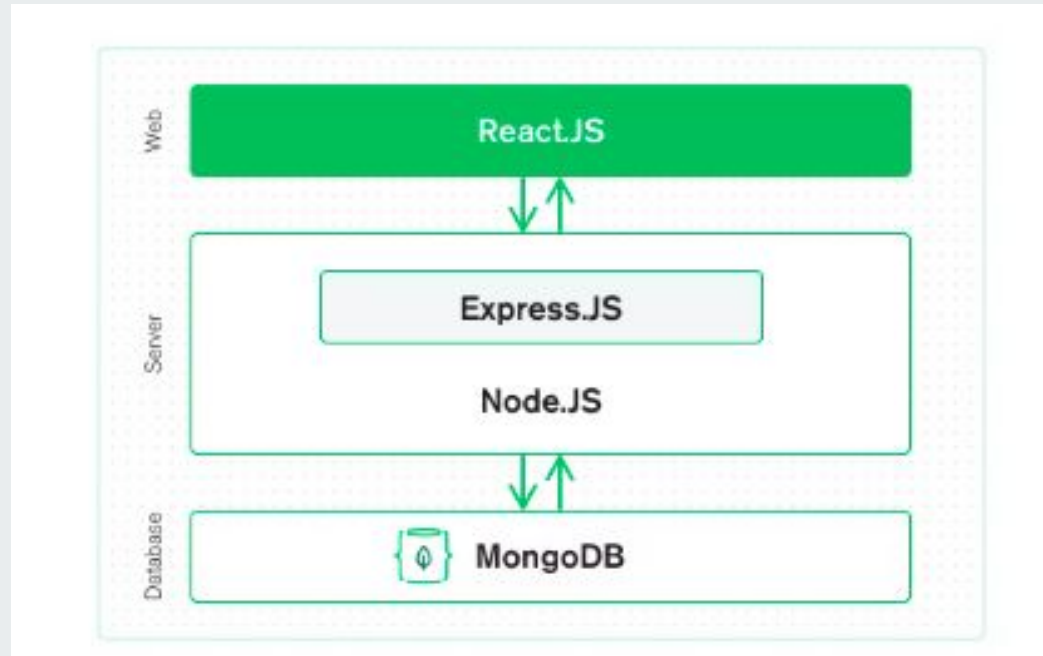 Web
React.JS
Server
Express.JS
Node.JS
Database
MongoDB